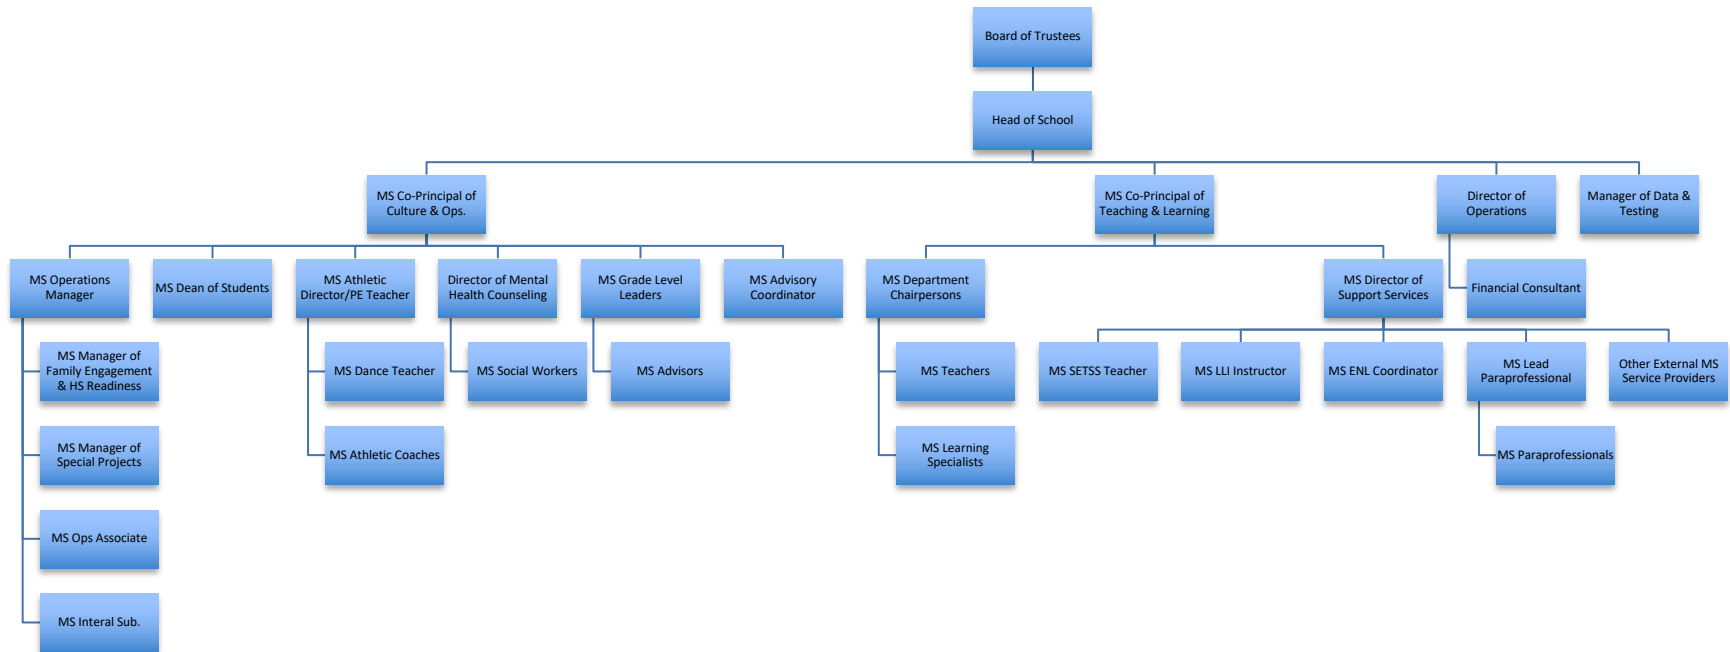 Board of Trustees
Head of School
MS Co-Principal of
Culture & Ops.
MS Co-Principal of
Teaching & Learning
Director of
Operations
Manager of Data &
Testing
MS Operations
Manager
MS Dean of Students
MS Athletic
Director/PE Teacher
Director of Mental
Health Counseling
MS Grade Level
Leaders
MS Advisory
Coordinator
MS Department
Chairpersons
MS Director of
Support Services
Financial Consultant
MS Manager of
Family Engagement
& HS Readiness
MS Dance Teacher
MS Social Workers
MS Advisors
MS Teachers
MS SETSS Teacher
MS LLI Instructor
MS ENL Coordinator
MS Lead
Paraprofessional
Other External MS
Service Providers
MS Manager of
Special Projects
MS Athletic Coaches
MS Learning
Specialists
MS Paraprofessionals
MS Ops Associate
MS Interal Sub.